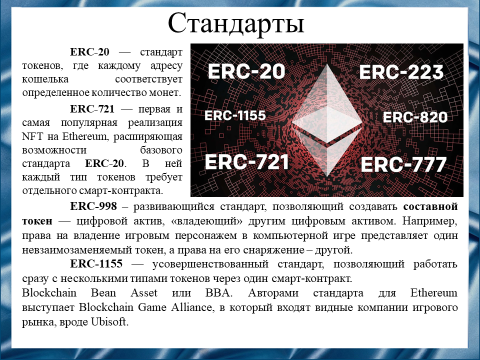 Стандарты
ERC-20 — стандарт
токенов, где каждому адресу
кошелька соответствует
определенное количество монет.
ERC-721 — первая и
самая популярная реализация
NFT на Ethereum, расширяющая
возможности базового
стандарта ERC-20. В ней
каждый тип токенов требует
отдельного смарт-контракта.
ERC-20
ERC-223
ERC-1155
ERC-820
ERC-721
ERC-777
ERC-998 – развивающийся стандарт, позволяющий создавать составной
токен — цифровой актив, «владеющий» другим цифровым активом. Например,
права на владение игровым персонажем в компьютерной игре представляет один
невзаимозаменяемый токен, а права на его снаряжение – другой.
ERC-1155 — усовершенствованный стандарт, позволяющий работать
сразу с несколькими типами токенов через один смарт-контракт.
Blockchain Bean Asset или BBA. Авторами стандарта для Ethereum
выступает Blockchain Game Alliance, в который входят видные компании игрового
рынка, вроде Ubisoft.